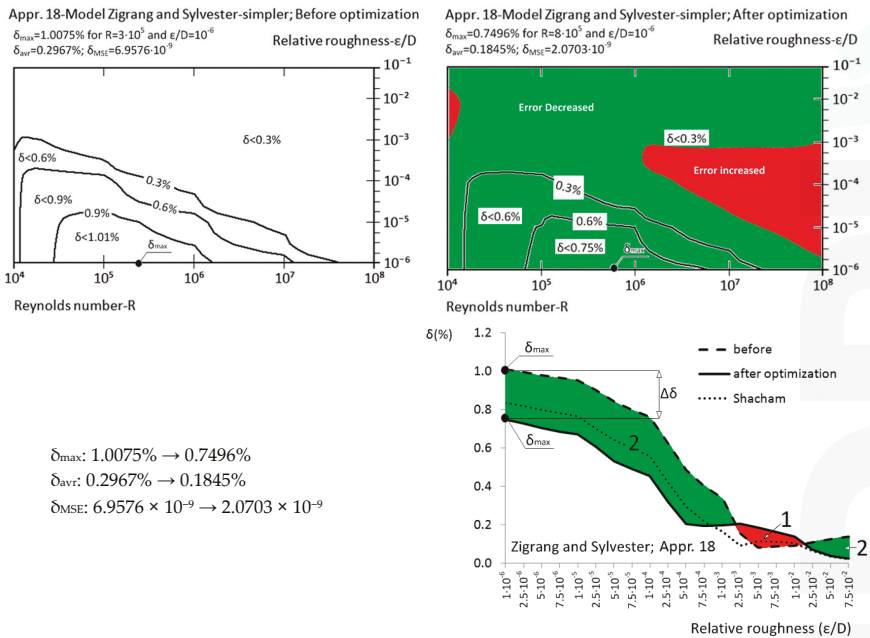 Appr. 18-Model Zigrang and Sylvester-simpler; Before optimization
δmax=1.0075% for R=3·10⁵ and ε/D=10⁻⁶
δavr=0.2967%; δMSE=6.9576·10⁻⁹
Relative roughness-ε/D
10⁻¹
10⁻²
10⁻³
10⁻⁴
10⁻⁵
10⁻⁶
δ<0.3%
δ<0.6%
0.3%
δ<0.9%
0.6%
0.9%
δ<1.01%
δmax
10⁴ 10⁵ 10⁶ 10⁷ 10⁸
Reynolds number-R
Appr. 18-Model Zigrang and Sylvester-simpler; After optimization
δmax=0.7496% for R=8·10⁵ and ε/D=10⁻⁶
δavr=0.1845%; δMSE=2.0703·10⁻⁹
Relative roughness-ε/D
10⁻¹
10⁻²
10⁻³
10⁻⁴
10⁻⁵
10⁻⁶
Error Decreased
δ<0.3%
Error increased
0.3%
δ<0.6%
0.6%
δ<0.75%
δmax
10⁴ 10⁵ 10⁶ 10⁷ 10⁸
Reynolds number-R
δmax: 1.0075% → 0.7496%
δavr: 0.2967% → 0.1845%
δMSE: 6.9576 × 10⁻⁹ → 2.0703 × 10⁻⁹
δ(%)
1.2
1.0
0.8
0.6
0.4
0.2
0.0
δmax
δmax
Δδ
before
after optimization
Shacham
2
1
2
Zigrang and Sylvester; Appr. 18
1·10⁻⁶
2.5·10⁻⁶
5·10⁻⁶
7.5·10⁻⁶
1·10⁻⁵
2.5·10⁻⁵
5·10⁻⁵
7.5·10⁻⁵
1·10⁻⁴
2.5·10⁻⁴
5·10⁻⁴
7.5·10⁻⁴
1·10⁻³
2.5·10⁻³
5·10⁻³
7.5·10⁻³
1·10⁻²
2.5·10⁻²
5·10⁻²
7.5·10⁻²
Relative roughness (ε/D)